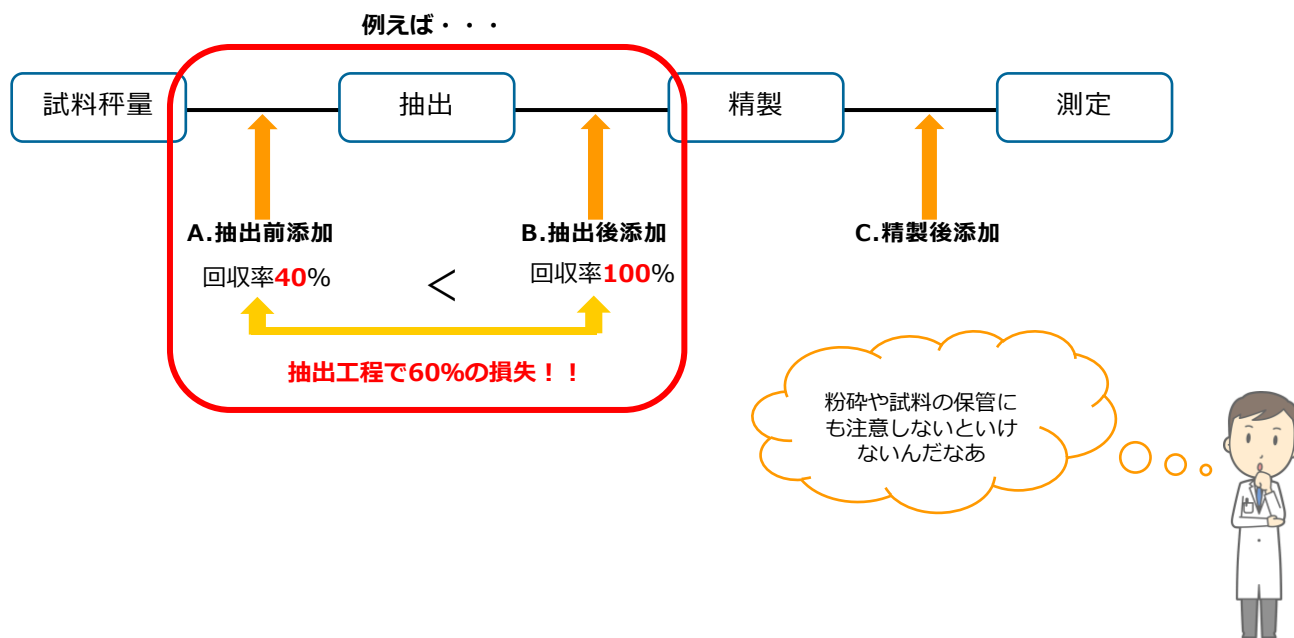 例えば・・・
試料秤量
抽出
精製
測定
A.抽出前添加
B.抽出後添加
C.精製後添加
回収率40%
＜
回収率100%
抽出工程で60%の損失！！
粉砕や試料の保管に
も注意しないといけ
ないんだなあ